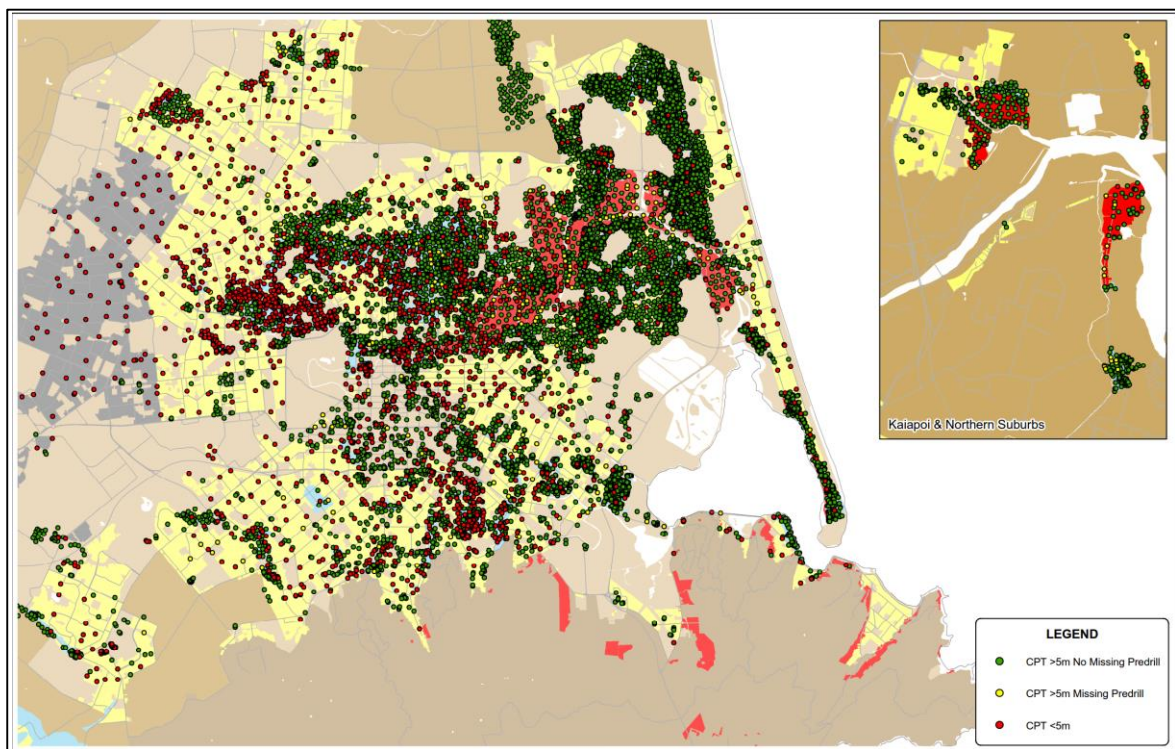 Kaiapoi & Northern Suburbs
LEGEND
CPT >5m No Missing Predrill
CPT >5m Missing Predrill
CPT <5m